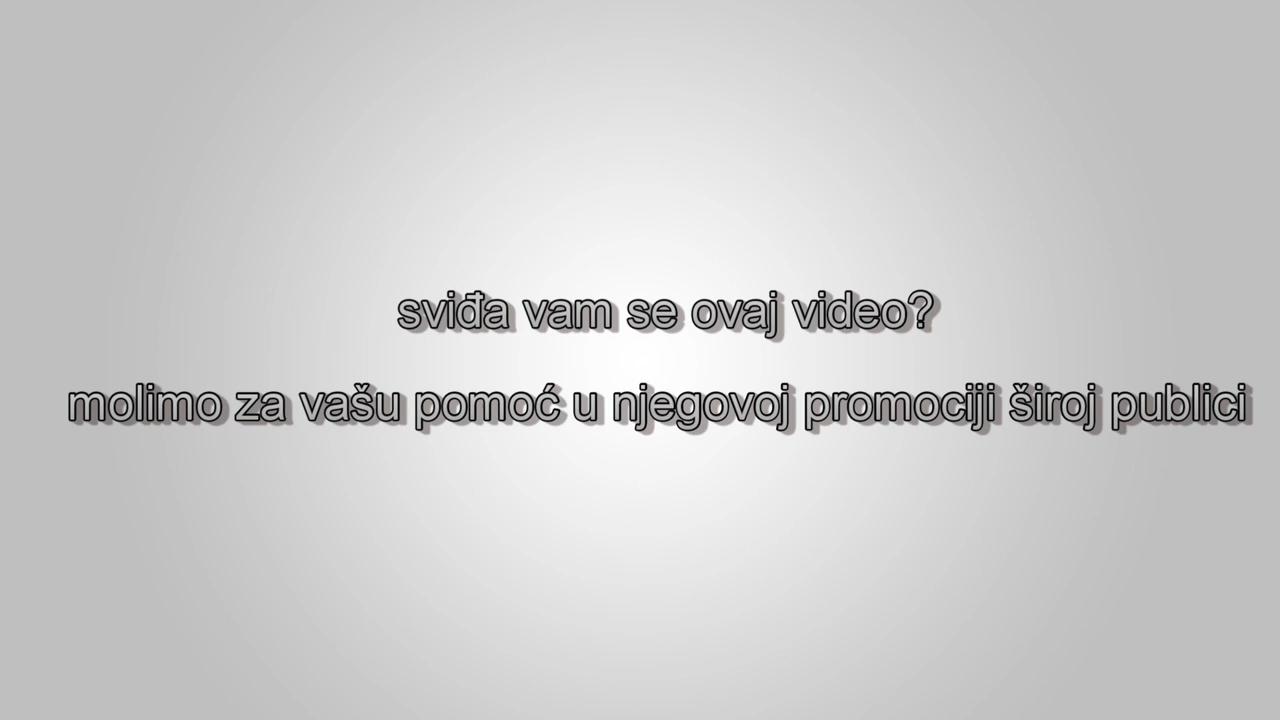 sviđa vam se ovaj video?
molimo za vašu pomoć u njegovoj promociji široj publici